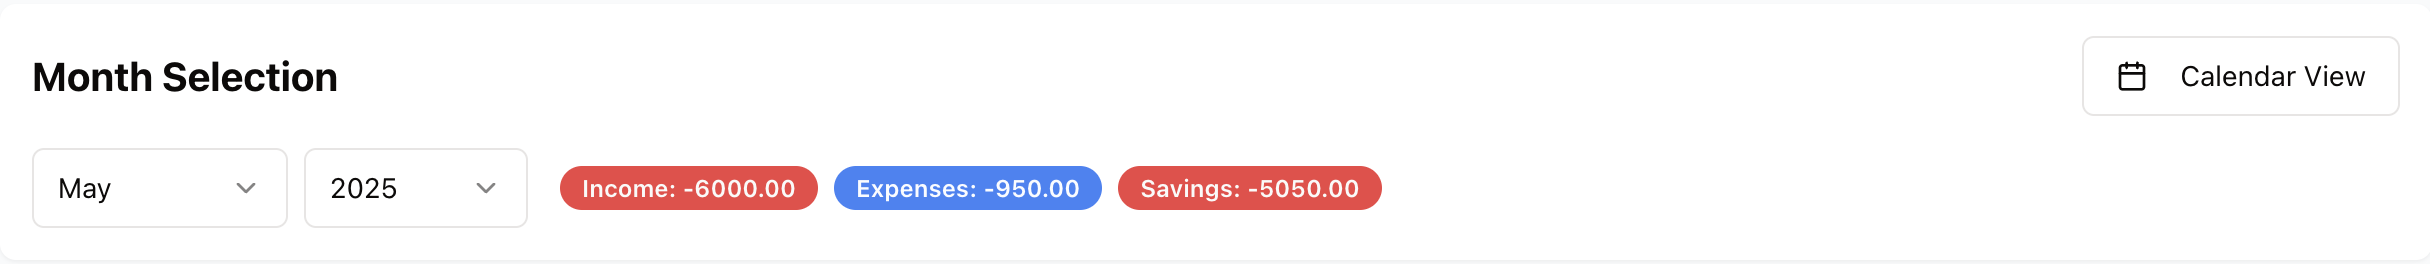 Month Selection
Calendar View
May
2025
Income: -6000.00
Expenses: -950.00
Savings: -5050.00